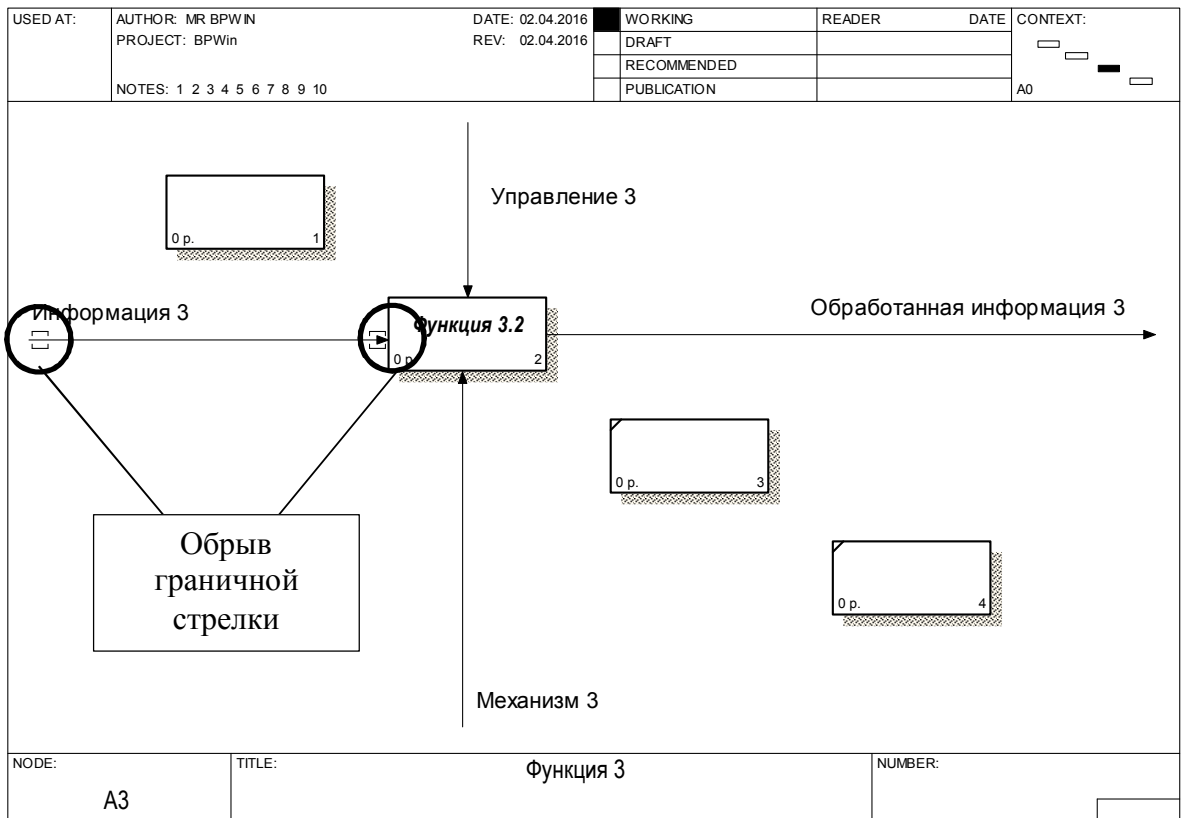 USED AT:
AUTHOR: MR BPWIN
DATE: 02.04.2016
WORKING
READER
DATE
CONTEXT:
PROJECT: BPWin
REV: 02.04.2016
DRAFT
RECOMMENDED
NOTES: 1 2 3 4 5 6 7 8 9 10
PUBLICATION
A0
Управление 3
0 р.
1
Информация 3
Обработанная информация 3
Функция 3.2
0 р.
2
0 р.
3
Обрыв
граничной
стрелки
0 р.
4
Механизм 3
NODE:
TITLE:
Функция 3
NUMBER:
A3